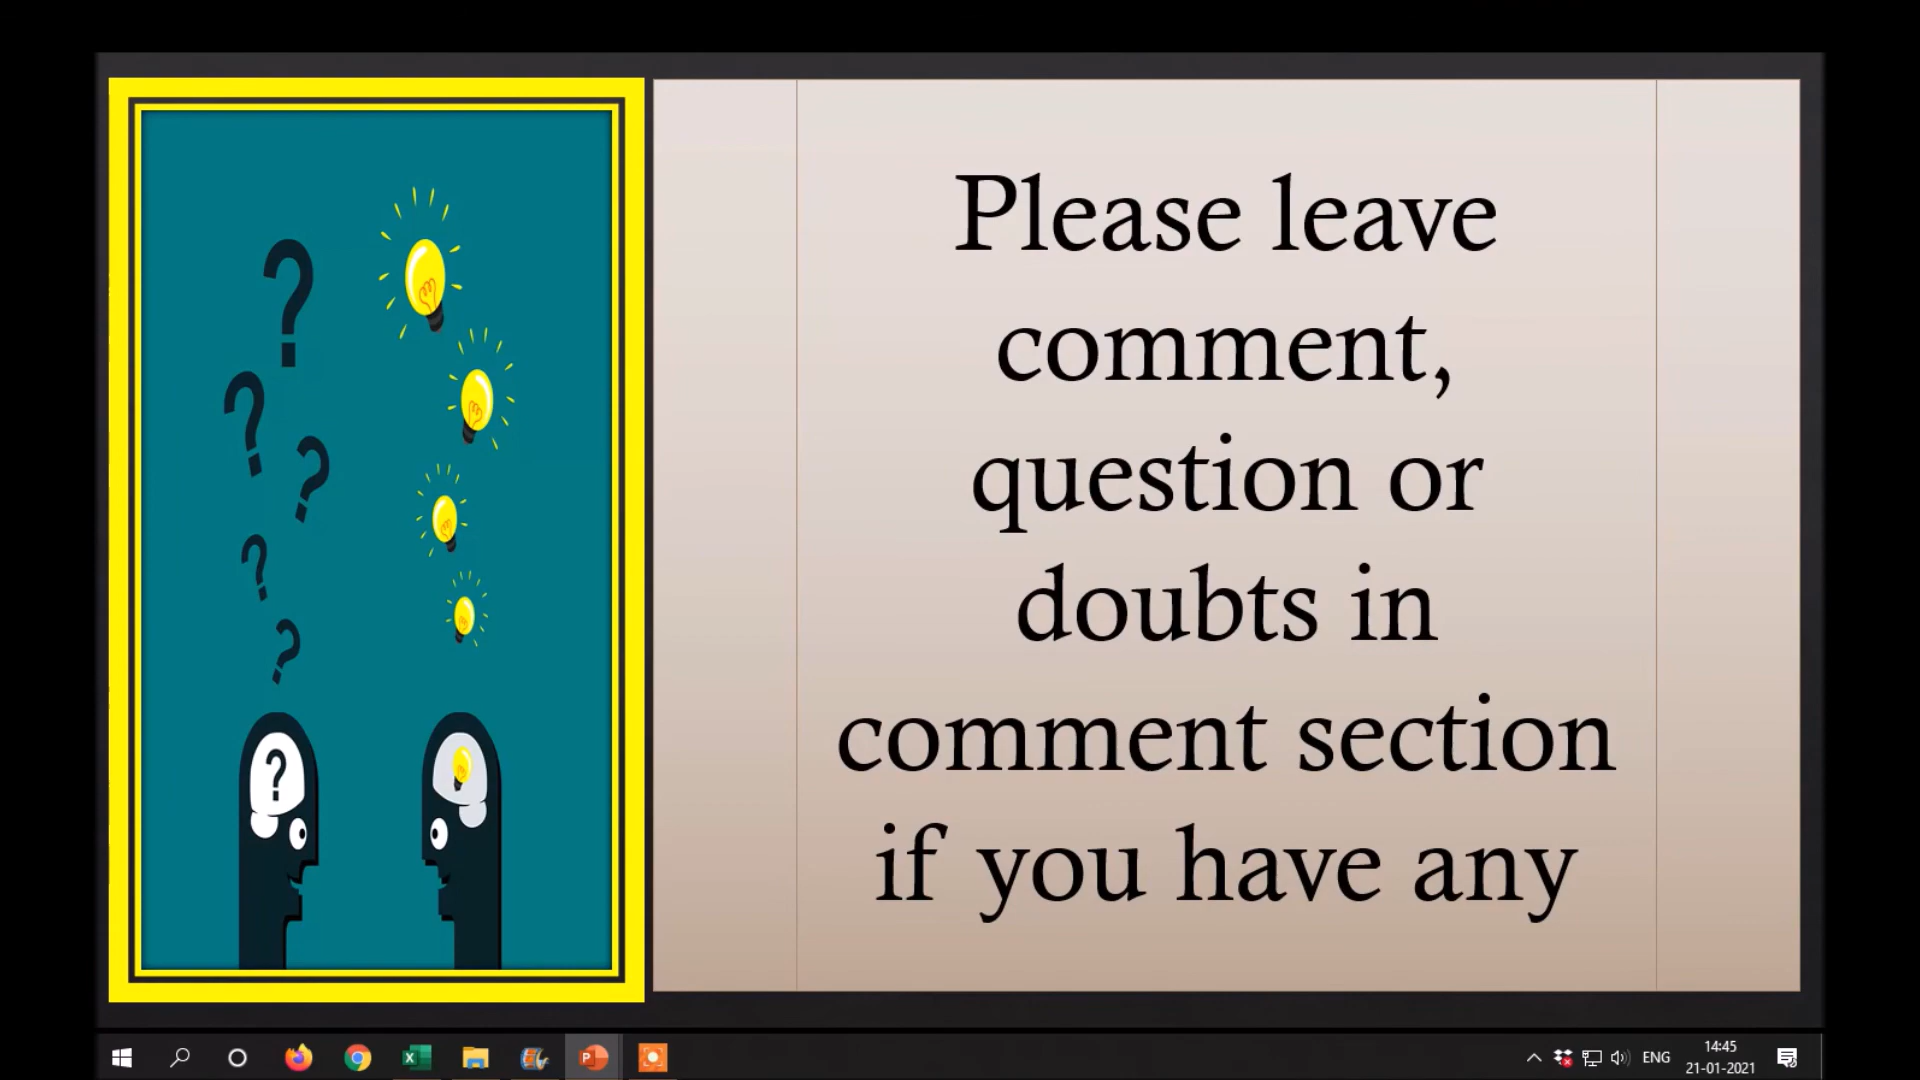 Please leave
comment,
question or
doubts in
comment section
if you have any
ENG
14:45
21-01-2021